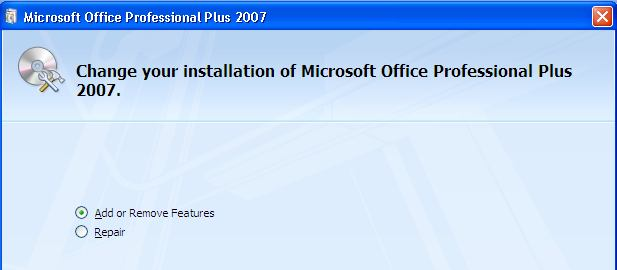 Microsoft Office Professional Plus 2007
Change your installation of Microsoft Office Professional Plus
2007.
Add or Remove Features
Repair